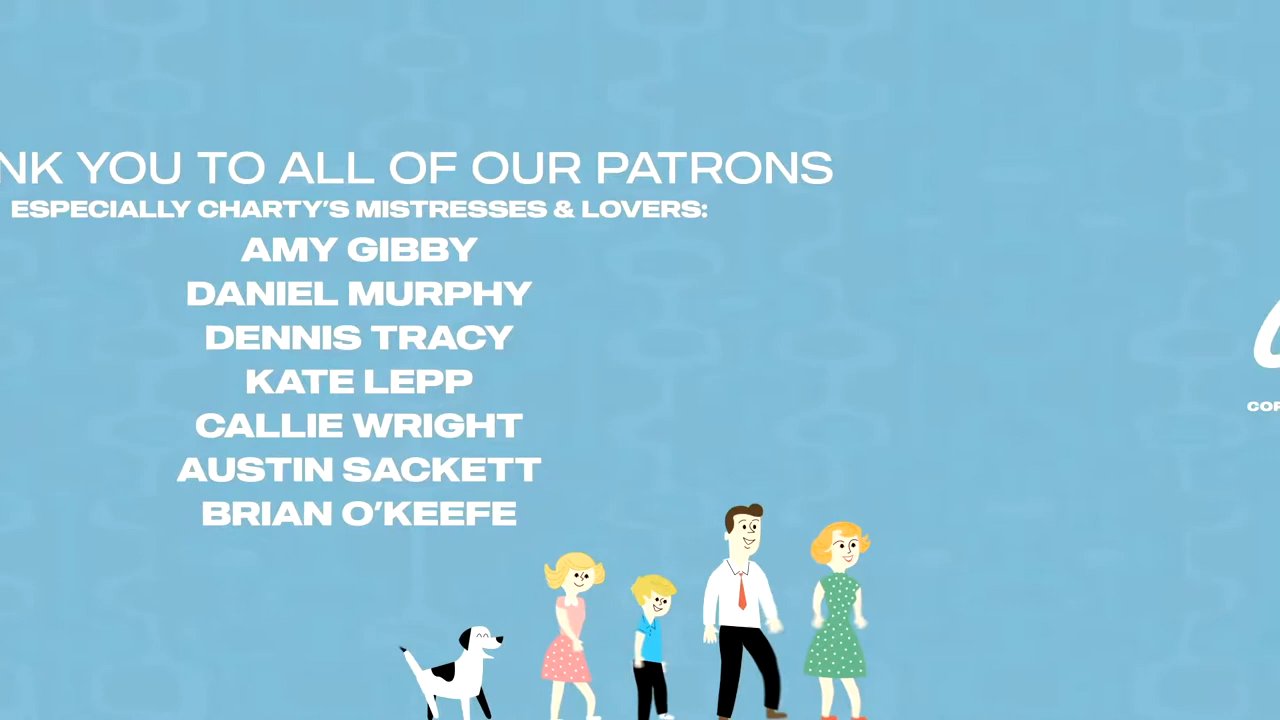 NK YOU TO ALL OF OUR PATRONS
ESPECIALLY CHARTY'S MISTRESSES & LOVERS:
AMY GIBBY
DANIEL MURPHY
DENNIS TRACY
KATE LEPP
CALLIE WRIGHT
AUSTIN SACKETT
BRIAN O'KEEFE